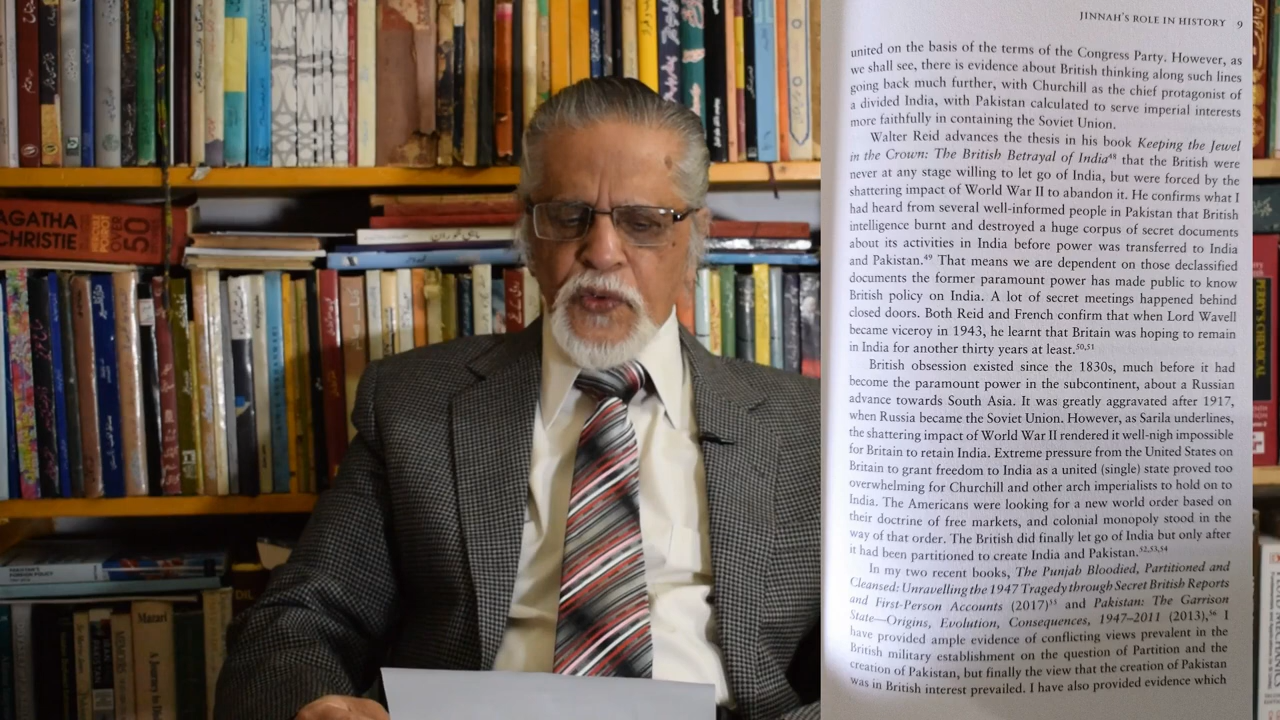 AGATHA
CHRISTIE
OVER
50
PAKISTAN'S
FOREIGN POLICY
Mazari
PERRY'S CHEMICAL
JINNAH'S ROLE IN HISTORY 9
united on the basis of the terms of the Congress Party. However, as
we shall see, there is evidence about British thinking along such lines
going back much further, with Churchill as the chief protagonist of
a divided India, with Pakistan calculated to serve imperial interests
more faithfully in containing the Soviet Union.
Walter Reid advances the thesis in his book Keeping the Jewel
in the Crown: The British Betrayal of India⁴⁸ that the British were
never at any stage willing to let go of India, but were forced by the
shattering impact of World War II to abandon it. He confirms what I
had heard from several well-informed people in Pakistan that British
intelligence burnt and destroyed a huge corpus of secret documents
about its activities in India before power was transferred to India
and Pakistan.⁴⁹ That means we are dependent on those declassified
documents the former paramount power has made public to know
British policy on India. A lot of secret meetings happened behind
closed doors. Both Reid and French confirm that when Lord Wavell
became viceroy in 1943, he learnt that Britain was hoping to remain
in India for another thirty years at least.⁵⁰,⁵¹
British obsession existed since the 1830s, much before it had
become the paramount power in the subcontinent, about a Russian
advance towards South Asia. It was greatly aggravated after 1917,
when Russia became the Soviet Union. However, as Sarila underlines,
the shattering impact of World War II rendered it well-nigh impossible
for Britain to retain India. Extreme pressure from the United States on
Britain to grant freedom to India as a united (single) state proved too
overwhelming for Churchill and other arch imperialists to hold on to
India. The Americans were looking for a new world order based on
their doctrine of free markets, and colonial monopoly stood in the
way of that order. The British did finally let go of India but only after
it had been partitioned to create India and Pakistan.⁵²,⁵³,⁵⁴
In my two recent books, The Punjab Bloodied, Partitioned and
Cleansed: Unravelling the 1947 Tragedy through Secret British Reports
and First-Person Accounts (2017)⁵⁵ and Pakistan: The Garrison
State—Origins, Evolution, Consequences, 1947–2011 (2013),⁵⁶ I
have provided ample evidence of conflicting views prevalent in the
British military establishment on the question of Partition and the
creation of Pakistan, but finally the view that the creation of Pakistan
was in British interest prevailed. I have also provided evidence which